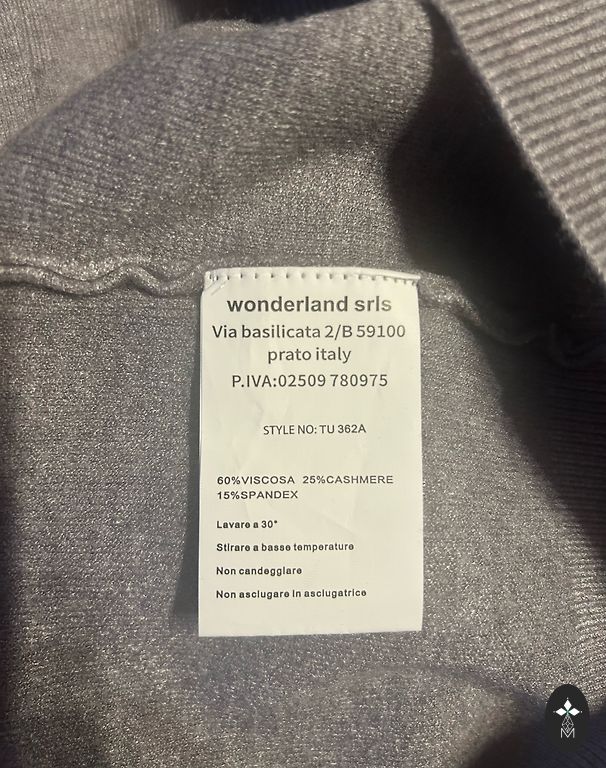 wonderland srls
Via basilicata 2/B 59100
prato italy
P.IVA:02509 780975
STYLE NO: TU 362A
60%VISCOSA 25%CASHMERE
15%SPANDEX
Lavare a 30°
Stirare a basse temperature
Non candeggiare
Non asciugare in asciugatrice
M